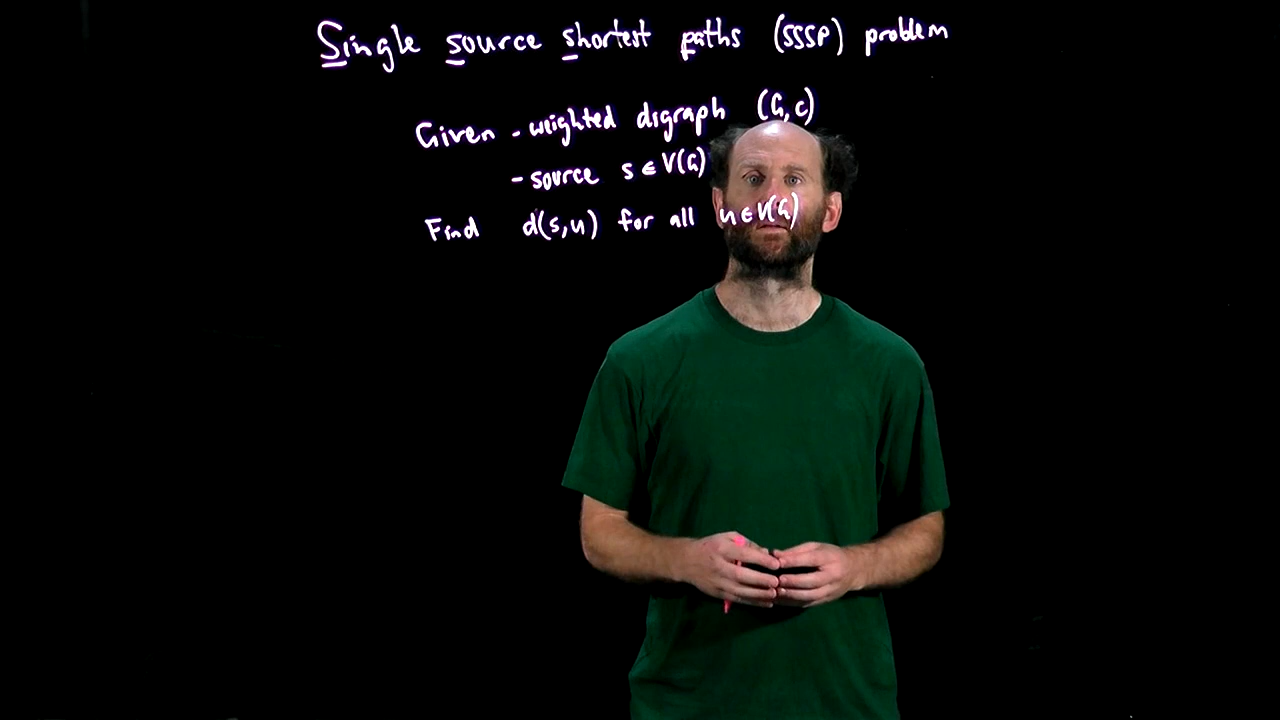 Single source shortest paths (SSSP) problem
Given - weighted digraph (G,c)
- source s ∈ V(G)
Find d(s,u) for all u ∈ V(G)